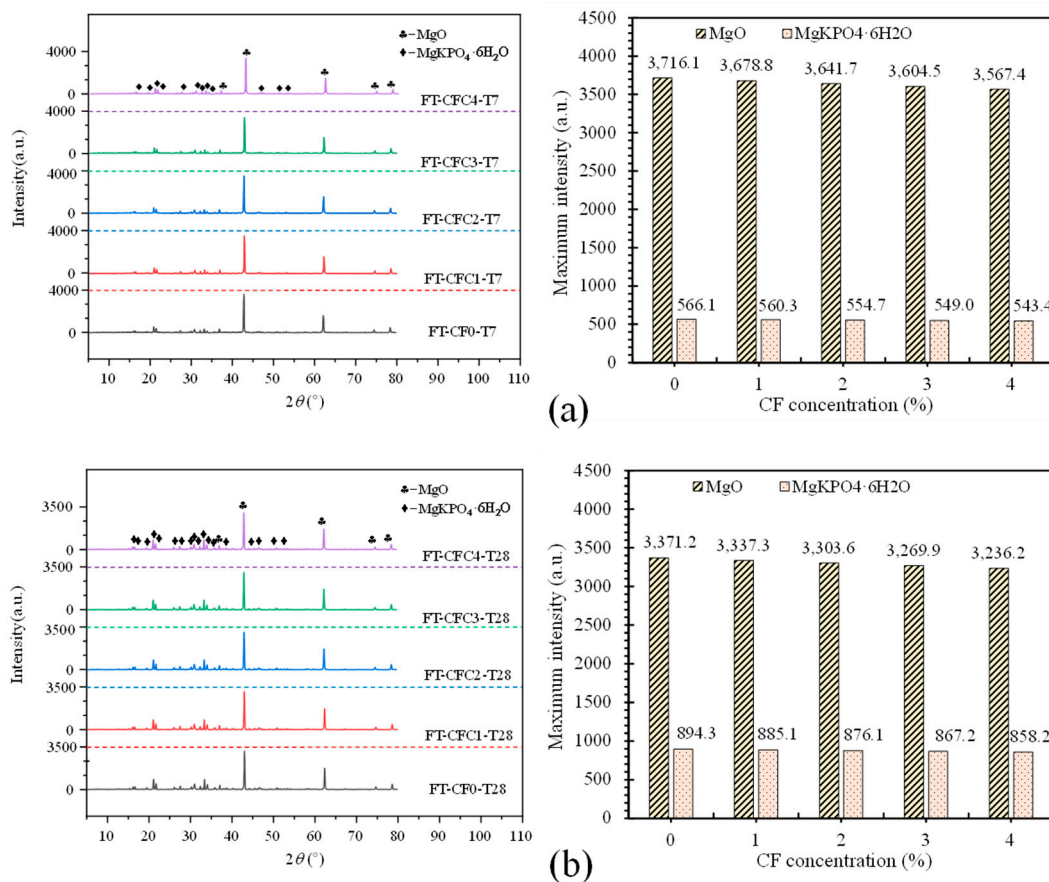 4000
♣−MgO
♦−MgKPO₄·6H₂O
0
FT-CFC4-T7
4000
0
FT-CFC3-T7
4000
0
FT-CFC2-T7
4000
0
FT-CFC1-T7
4000
0
FT-CF0-T7
10 20 30 40 50 60 70 80 90 100 110
2θ(°)
Intensity(a.u.)
4500
4000
3500
3000
2500
2000
1500
1000
500
0
Maximum intensity (a.u.)
MgO MgKPO4·6H2O
3,716.1 3,678.8 3,641.7 3,604.5 3,567.4
566.1 560.3 554.7 549.0 543.4
0 1 2 3 4
CF concentration (%)
(a)
3500
♣−MgO
♦−MgKPO₄·6H₂O
0
FT-CFC4-T28
3500
0
FT-CFC3-T28
3500
0
FT-CFC2-T28
3500
0
FT-CFC1-T28
3500
0
FT-CF0-T28
10 20 30 40 50 60 70 80 90 100 110
2θ(°)
Intensity(a.u.)
4500
4000
3500
3000
2500
2000
1500
1000
500
0
Maximum intensity (a.u.)
MgO MgKPO4·6H2O
3,371.2 3,337.3 3,303.6 3,269.9 3,236.2
894.3 885.1 876.1 867.2 858.2
0 1 2 3 4
CF concentration (%)
(b)